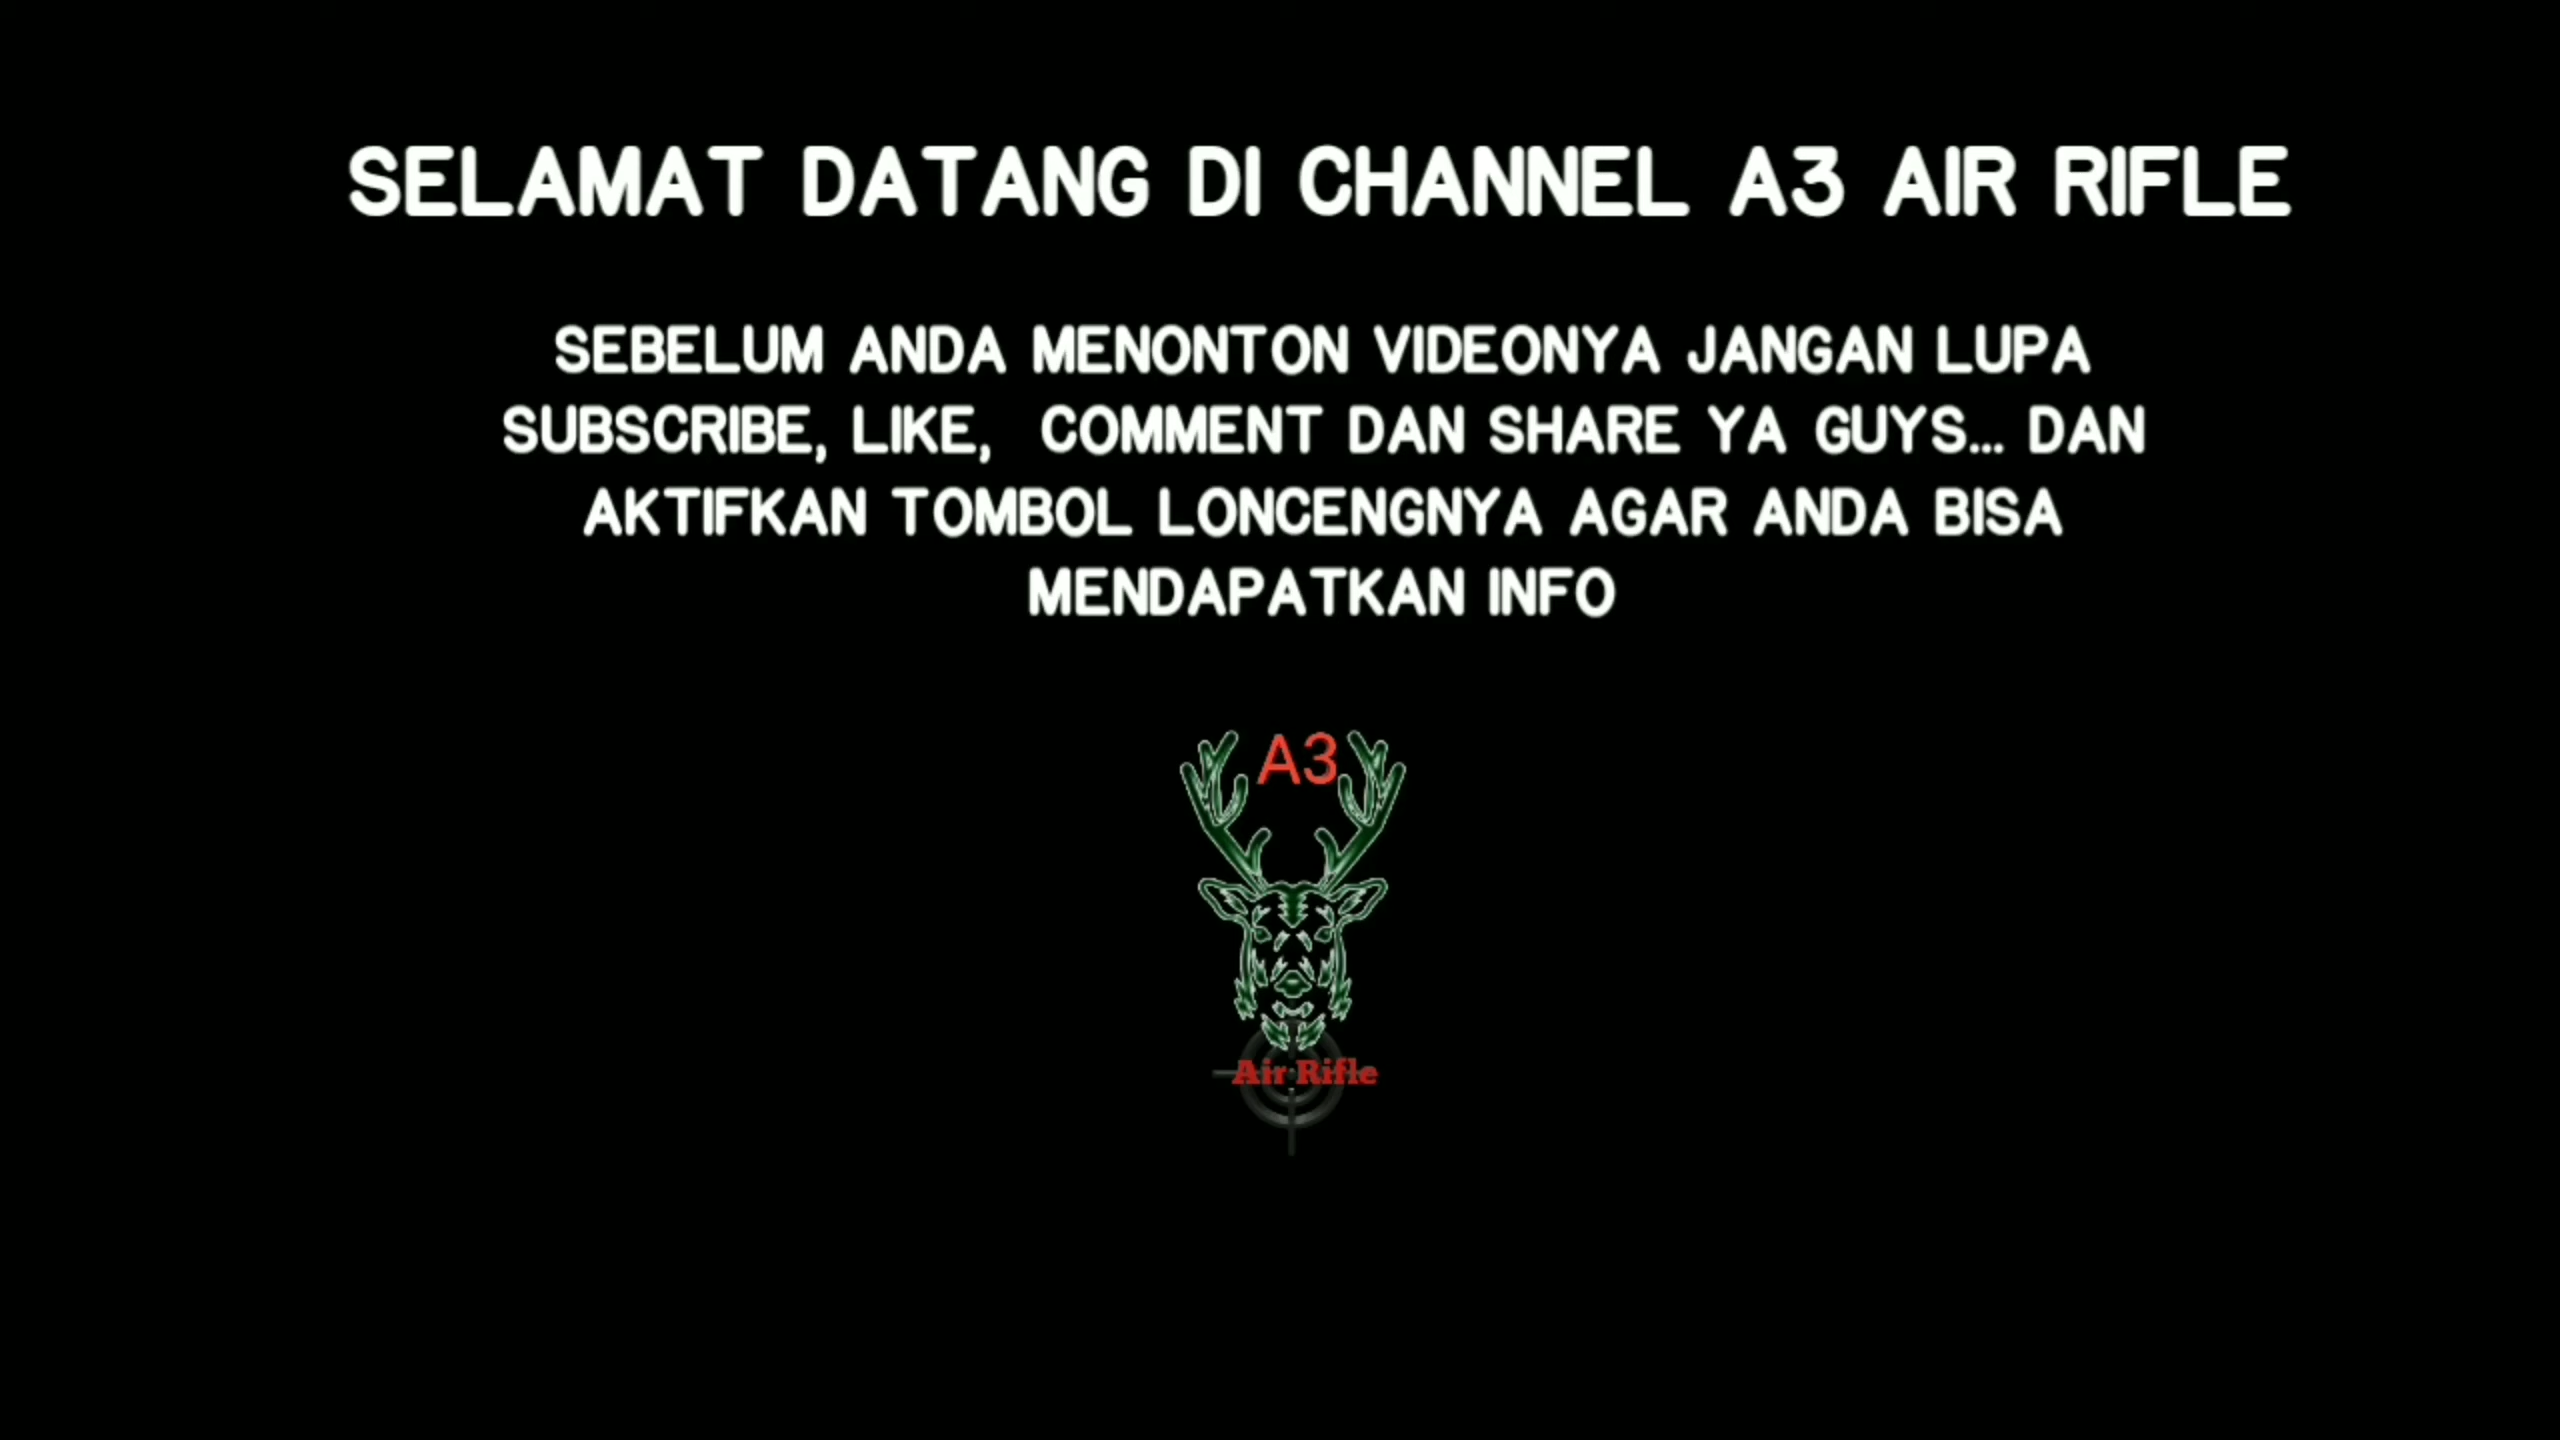 SELAMAT DATANG DI CHANNEL A3 AIR RIFLE
SEBELUM ANDA MENONTON VIDEONYA JANGAN LUPA
SUBSCRIBE, LIKE,  COMMENT DAN SHARE YA GUYS... DAN
AKTIFKAN TOMBOL LONCENGNYA AGAR ANDA BISA
MENDAPATKAN INFO
A3
Air Rifle